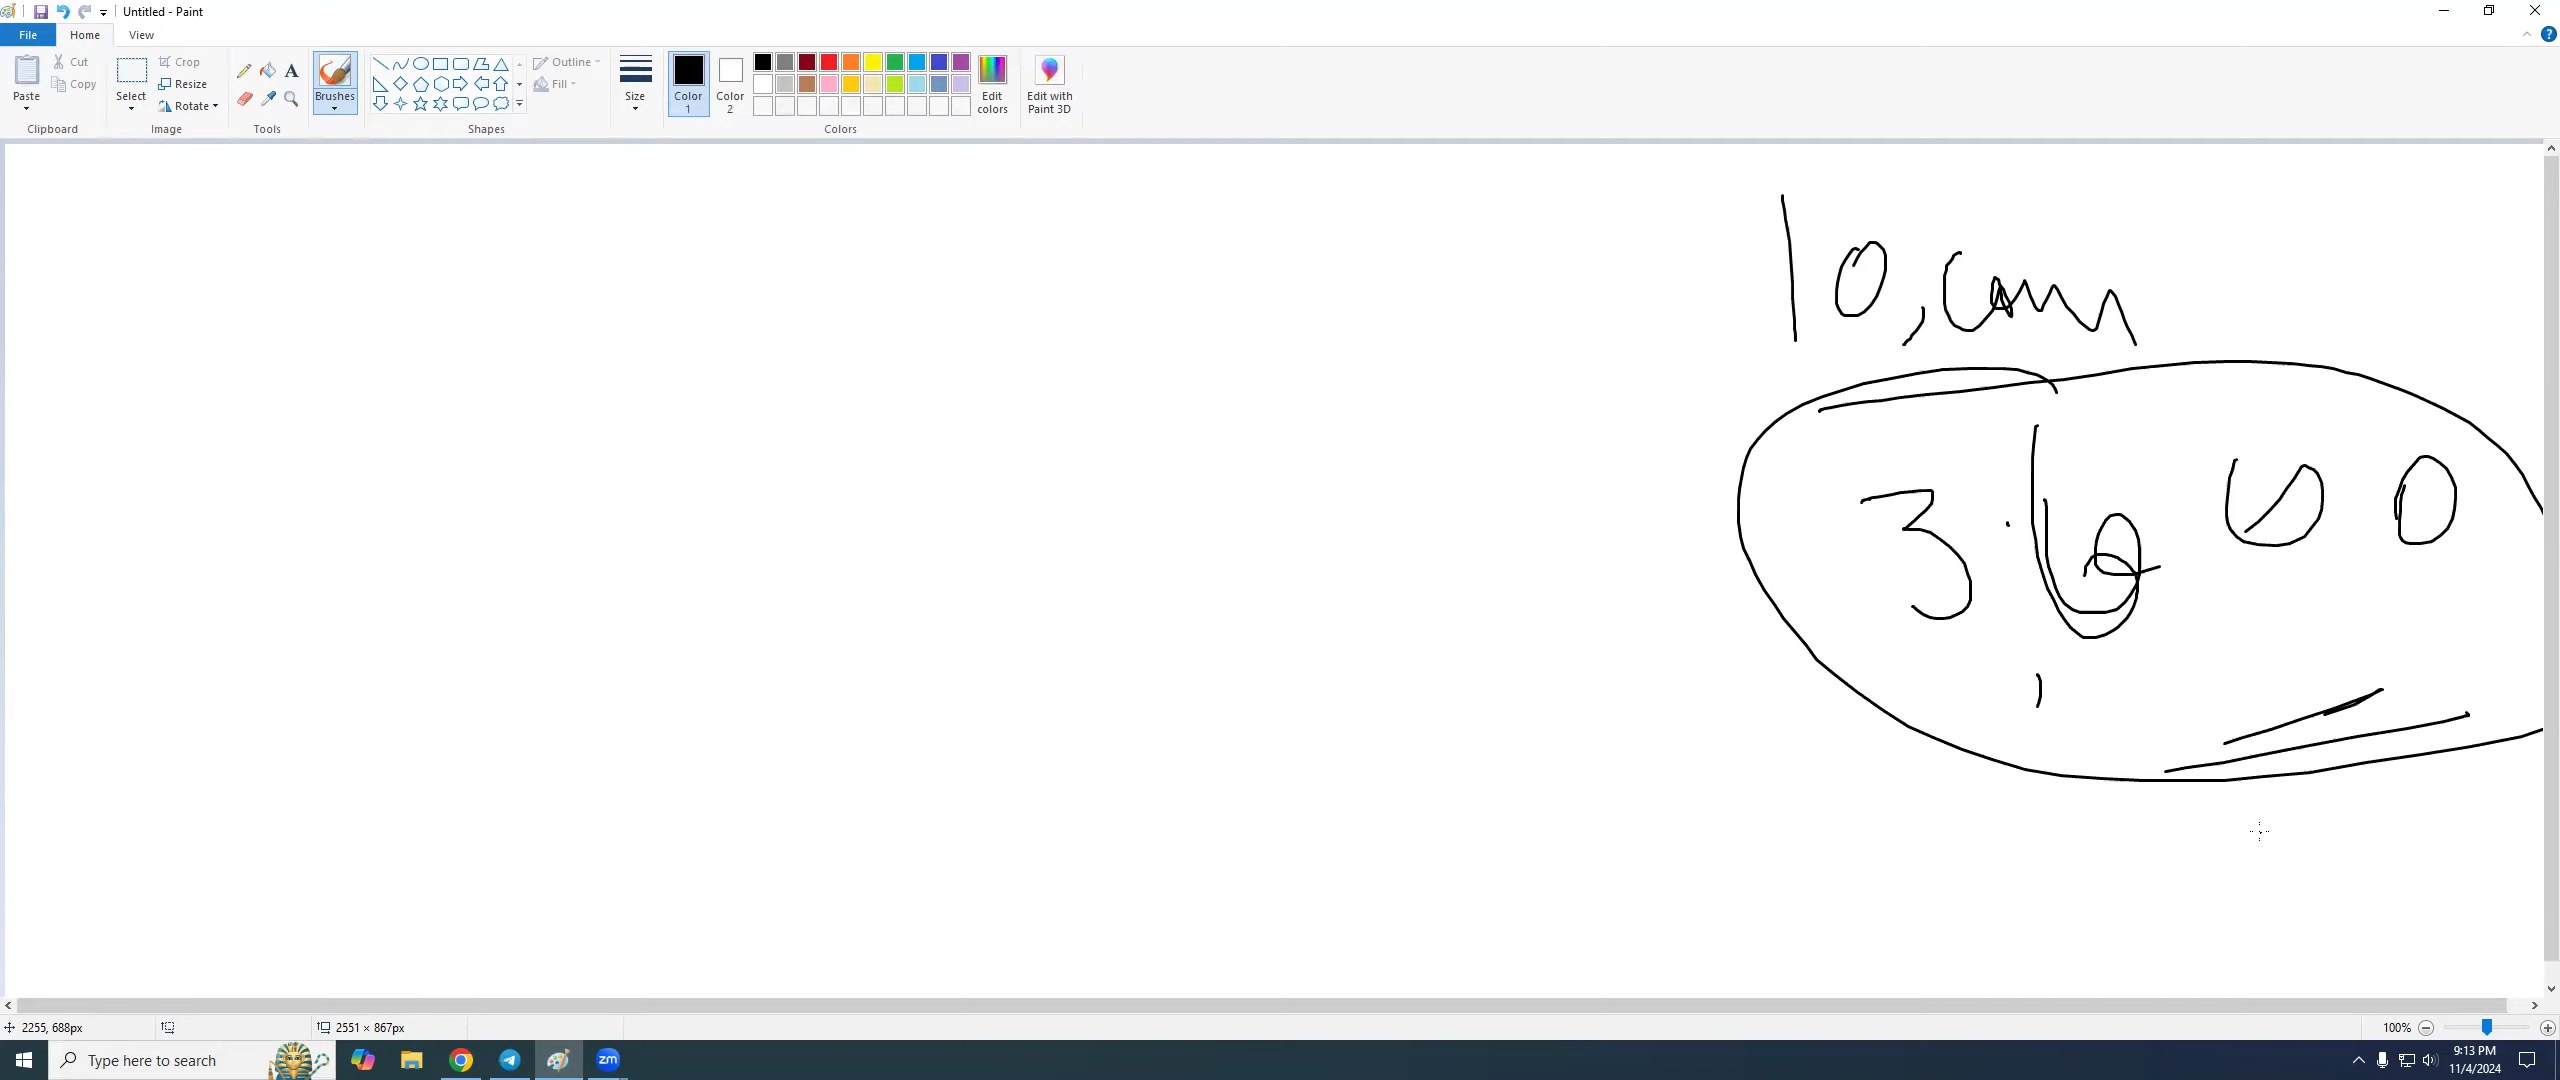 Untitled - Paint
File Home View
Paste Cut Copy Clipboard
Select Crop Resize Rotate Image
Tools
Brushes
Shapes
Outline Fill
Size
Color 1 Color 2 Edit colors Colors
Edit with Paint 3D
10,
3.
0
2255, 688px
2551 × 867px
100%
Type here to search
zm
9:13 PM
11/4/2024